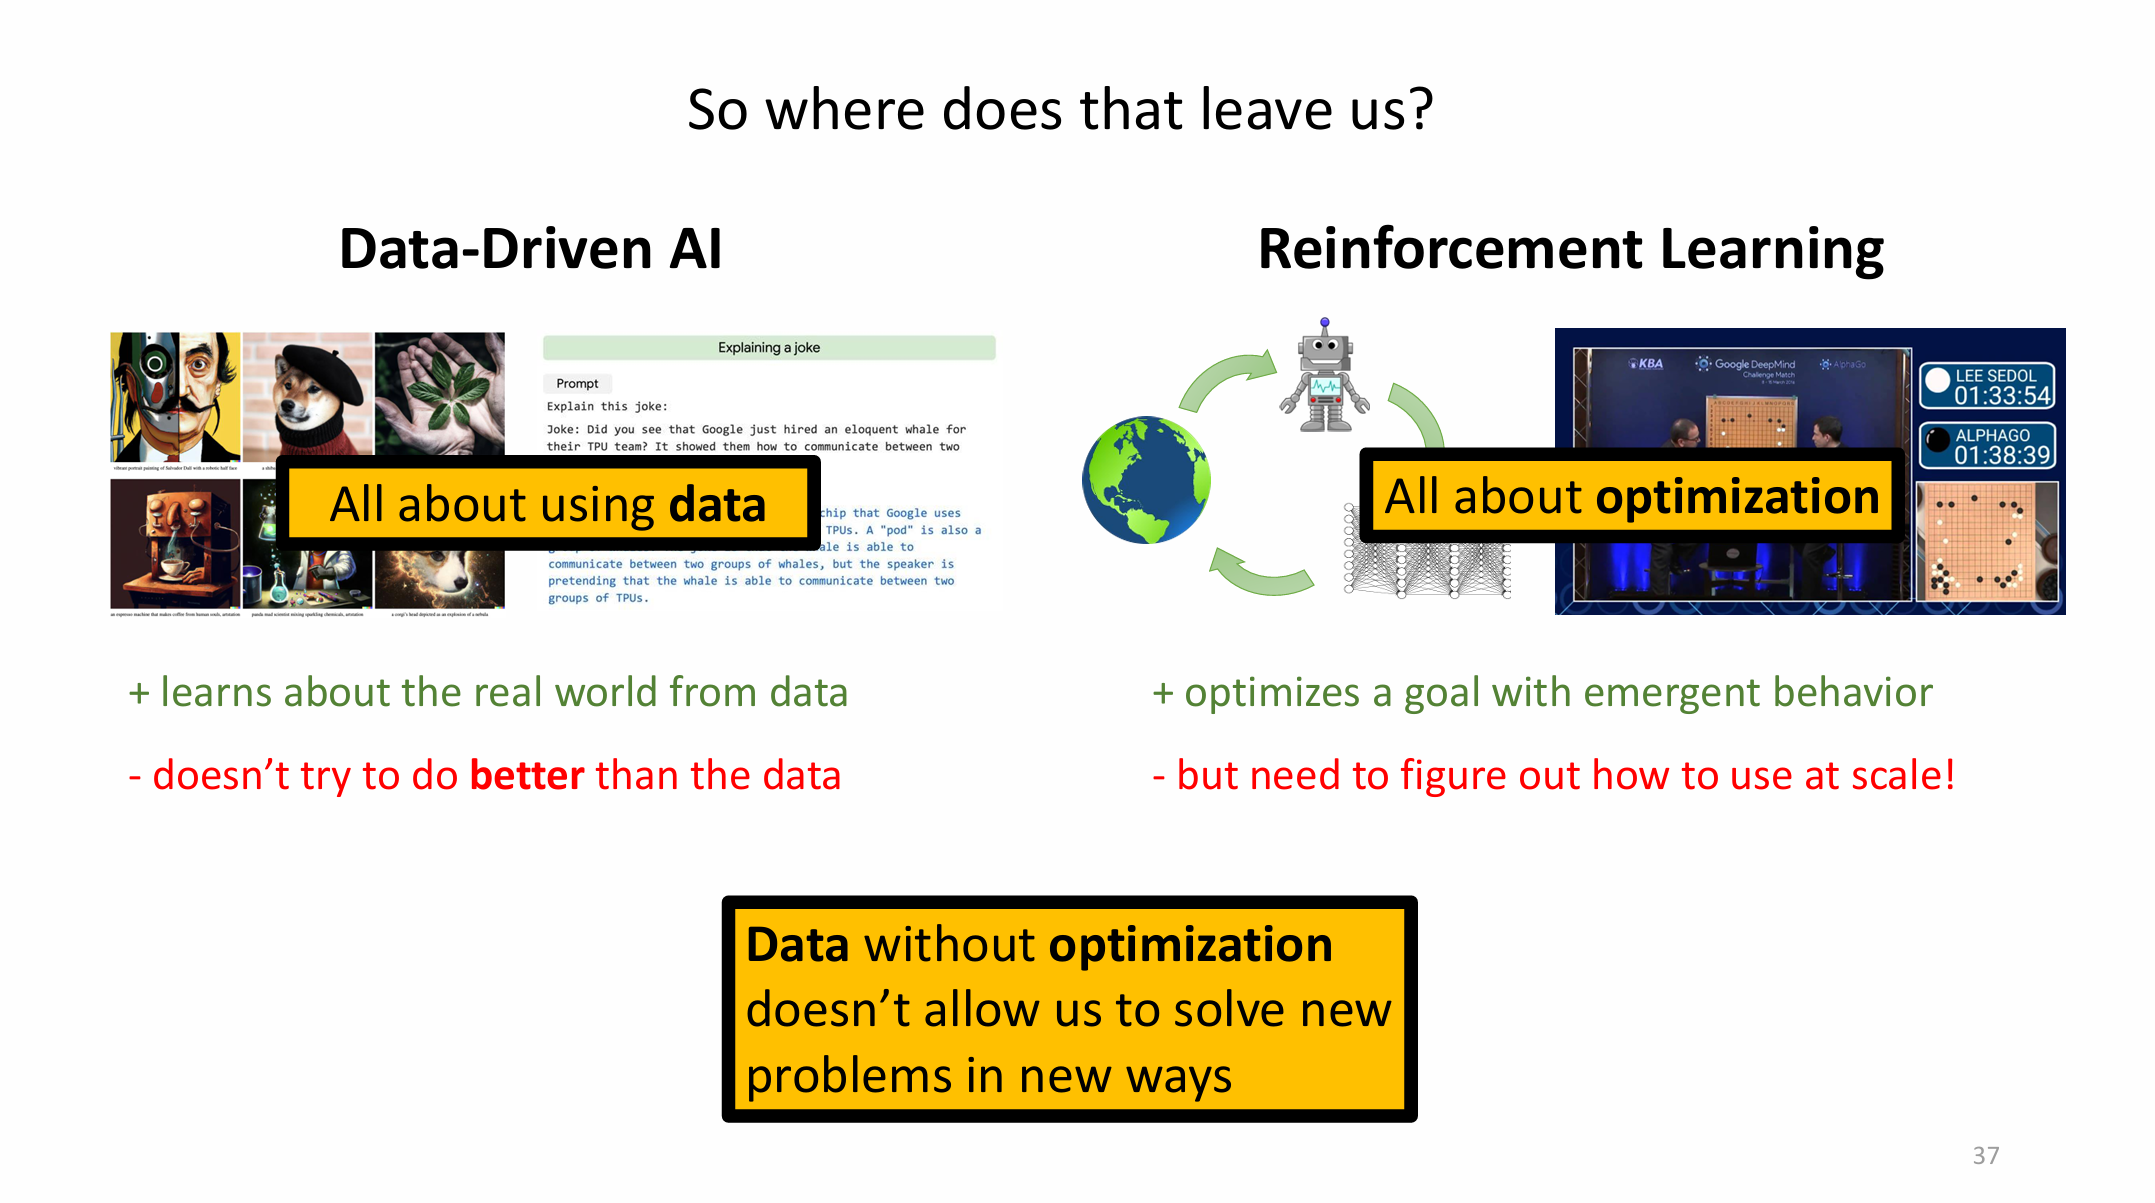 So where does that leave us?
Data-Driven AI
Reinforcement Learning
vibrant portrait painting of Salvador Dalí with a robotic half face
an espresso machine that makes coffee from human souls, artstation
panda mad scientist mixing sparkling chemicals, artstation
a corgi's head depicted as an explosion of a nebula
Explaining a joke
Prompt
Explain this joke:
Joke: Did you see that Google just hired an eloquent whale for
their TPU team? It showed them how to communicate between two
chip that Google uses
TPUs. A "pod" is also a
is able to
communicate between two groups of whales, but the speaker is
pretending that the whale is able to communicate between two
groups of TPUs.
All about using data
KBA
Google DeepMind
Challenge Match
AlphaGo
LEE SEDOL
01:33:54
ALPHAGO
01:38:39
All about optimization
+ learns about the real world from data
- doesn’t try to do better than the data
+ optimizes a goal with emergent behavior
- but need to figure out how to use at scale!
Data without optimization
doesn’t allow us to solve new
problems in new ways
37